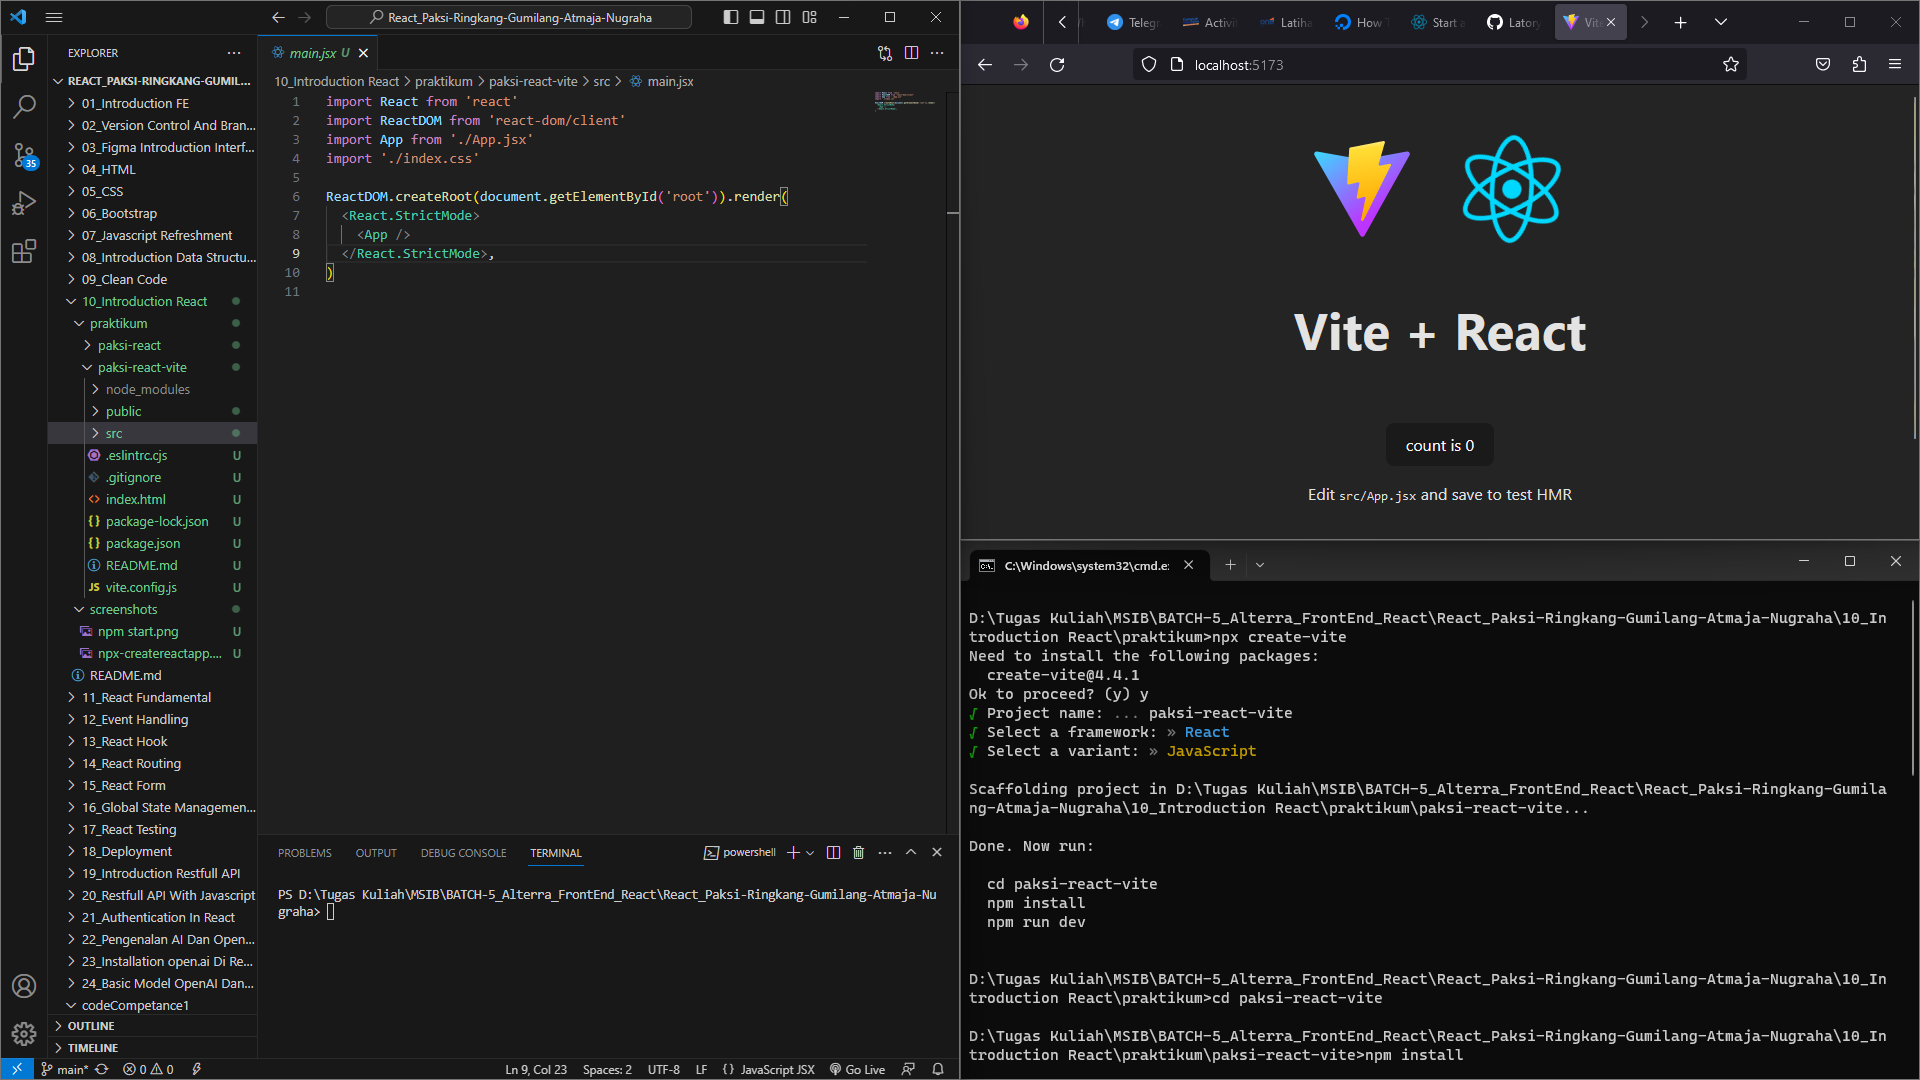 React_Paksi-Ringkang-Gumilang-Atmaja-Nugraha
EXPLORER
REACT_PAKSI-RINGKANG-GUMIL...
01_Introduction FE
02_Version Control And Bran...
03_Figma Introduction Interf...
04_HTML
05_CSS
06_Bootstrap
07_Javascript Refreshment
08_Introduction Data Structu...
09_Clean Code
10_Introduction React
praktikum
paksi-react
paksi-react-vite
node_modules
public
src
.eslintrc.cjs U
.gitignore U
index.html U
package-lock.json U
package.json U
README.md U
vite.config.js U
screenshots
npm start.png U
npx-createreactapp.... U
README.md
11_React Fundamental
12_Event Handling
13_React Hook
14_React Routing
15_React Form
16_Global State Managemen...
17_React Testing
18_Deployment
19_Introduction Restfull API
20_Restfull API With Javascript
21_Authentication In React
22_Pengenalan AI Dan Open...
23_Installation open.ai Di Re...
24_Basic Model OpenAI Dan...
codeCompetance1
OUTLINE
TIMELINE
35
main.jsx U
10_Introduction React > praktikum > paksi-react-vite > src > main.jsx
1 import React from 'react'
2 import ReactDOM from 'react-dom/client'
3 import App from './App.jsx'
4 import './index.css'
5
6 ReactDOM.createRoot(document.getElementById('root')).render(
7 <React.StrictMode>
8 <App />
9 </React.StrictMode>,
10 )
11
PROBLEMS OUTPUT DEBUG CONSOLE TERMINAL powershell
PS D:\Tugas Kuliah\MSIB\BATCH-5_Alterra_FrontEnd_React\React_Paksi-Ringkang-Gumilang-Atmaja-Nu
graha>
main* 0 0 Ln 9, Col 23 Spaces: 2 UTF-8 LF {} JavaScript JSX Go Live
Telegr Activi Latiha How T Start a Latory Vite
localhost:5173
Vite + React
count is 0
Edit src/App.jsx and save to test HMR
C:\Windows\system32\cmd.e:
D:\Tugas Kuliah\MSIB\BATCH-5_Alterra_FrontEnd_React\React_Paksi-Ringkang-Gumilang-Atmaja-Nugraha\10_In
troduction React\praktikum>npx create-vite
Need to install the following packages:
create-vite@4.4.1
Ok to proceed? (y) y
√ Project name: ... paksi-react-vite
√ Select a framework: » React
√ Select a variant: » JavaScript
Scaffolding project in D:\Tugas Kuliah\MSIB\BATCH-5_Alterra_FrontEnd_React\React_Paksi-Ringkang-Gumila
ng-Atmaja-Nugraha\10_Introduction React\praktikum\paksi-react-vite...
Done. Now run:
cd paksi-react-vite
npm install
npm run dev
D:\Tugas Kuliah\MSIB\BATCH-5_Alterra_FrontEnd_React\React_Paksi-Ringkang-Gumilang-Atmaja-Nugraha\10_In
troduction React\praktikum>cd paksi-react-vite
D:\Tugas Kuliah\MSIB\BATCH-5_Alterra_FrontEnd_React\React_Paksi-Ringkang-Gumilang-Atmaja-Nugraha\10_In
troduction React\praktikum\paksi-react-vite>npm install